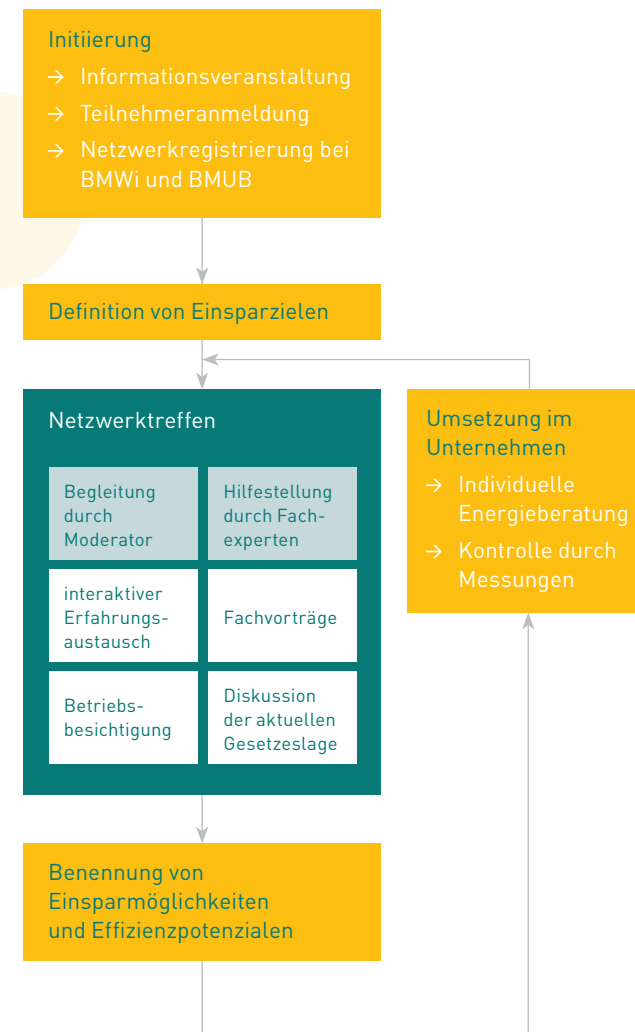 Initiierung
→ Informationsveranstaltung
→ Teilnehmeranmeldung
→ Netzwerkregistrierung bei
BMWi und BMUB
Definition von Einsparzielen
Netzwerktreffen
Begleitung
durch
Moderator
Hilfestellung
durch Fach-
experten
interaktiver
Erfahrungs-
austausch
Fachvorträge
Betriebs-
besichtigung
Diskussion
der aktuellen
Gesetzeslage
Umsetzung im
Unternehmen
→ Individuelle
Energieberatung
→ Kontrolle durch
Messungen
Benennung von
Einsparmöglichkeiten
und Effizienzpotenzialen